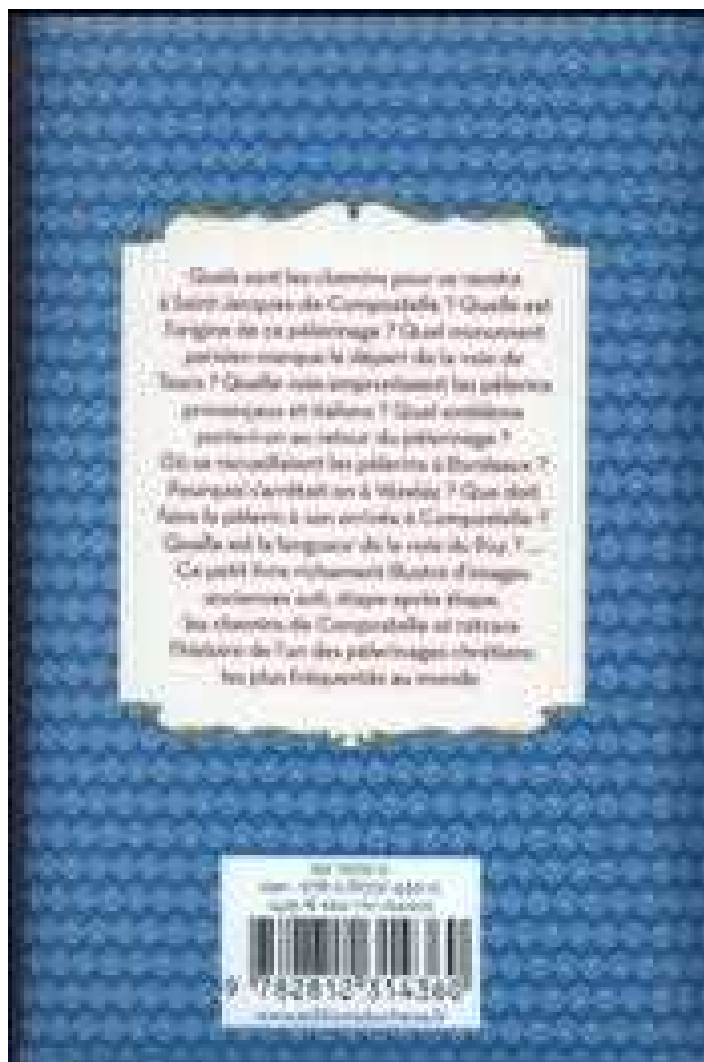 Quels sont les chemins pour se rendre
à Saint-Jacques de Compostelle ? Quelle est
l'origine de ce pèlerinage ? Quel monument
parisien marque le départ de la voie de
Tours ? Quelle voie empruntaient les pèlerins
provençaux et italiens ? Quel emblème
portait-on au retour du pèlerinage ?
Où se recueillaient les pèlerins à Bordeaux ?
Pourquoi s'arrêtait-on à Vézelay ? Que doit
faire le pèlerin à son arrivée à Compostelle ?
Quelle est la longueur de la voie du Puy ? ...
Ce petit livre richement illustré d'images
anciennes suit, étape après étape,
les chemins de Compostelle et retrace
l'histoire de l'un des pèlerinages chrétiens
les plus fréquentés au monde
9 782812